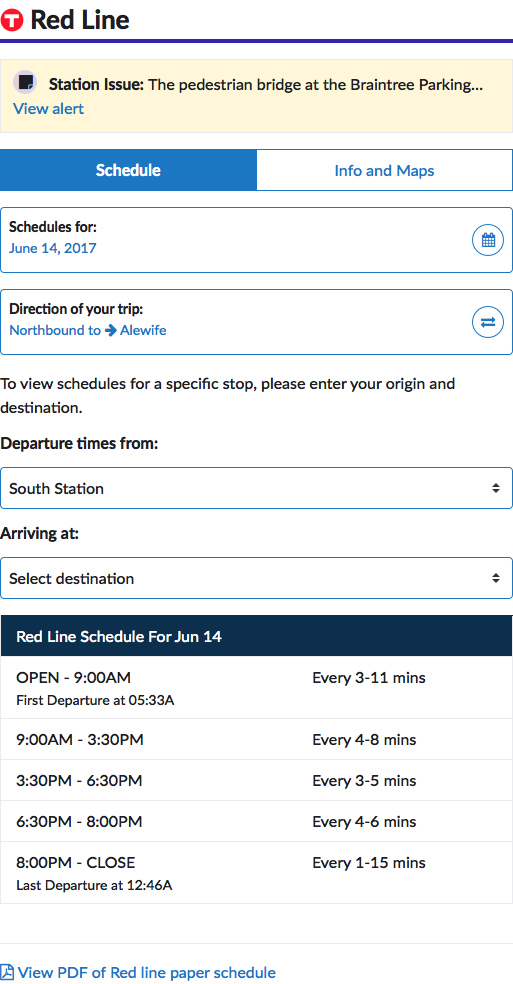 T Red Line
Station Issue: The pedestrian bridge at the Braintree Parking...
View alert
Schedule
Info and Maps
Schedules for:
June 14, 2017
Direction of your trip:
Northbound to → Alewife
To view schedules for a specific stop, please enter your origin and
destination.
Departure times from:
South Station
Arriving at:
Select destination
Red Line Schedule For Jun 14
OPEN - 9:00AM Every 3-11 mins
First Departure at 05:33A
9:00AM - 3:30PM Every 4-8 mins
3:30PM - 6:30PM Every 3-5 mins
6:30PM - 8:00PM Every 4-6 mins
8:00PM - CLOSE Every 1-15 mins
Last Departure at 12:46A
View PDF of Red line paper schedule